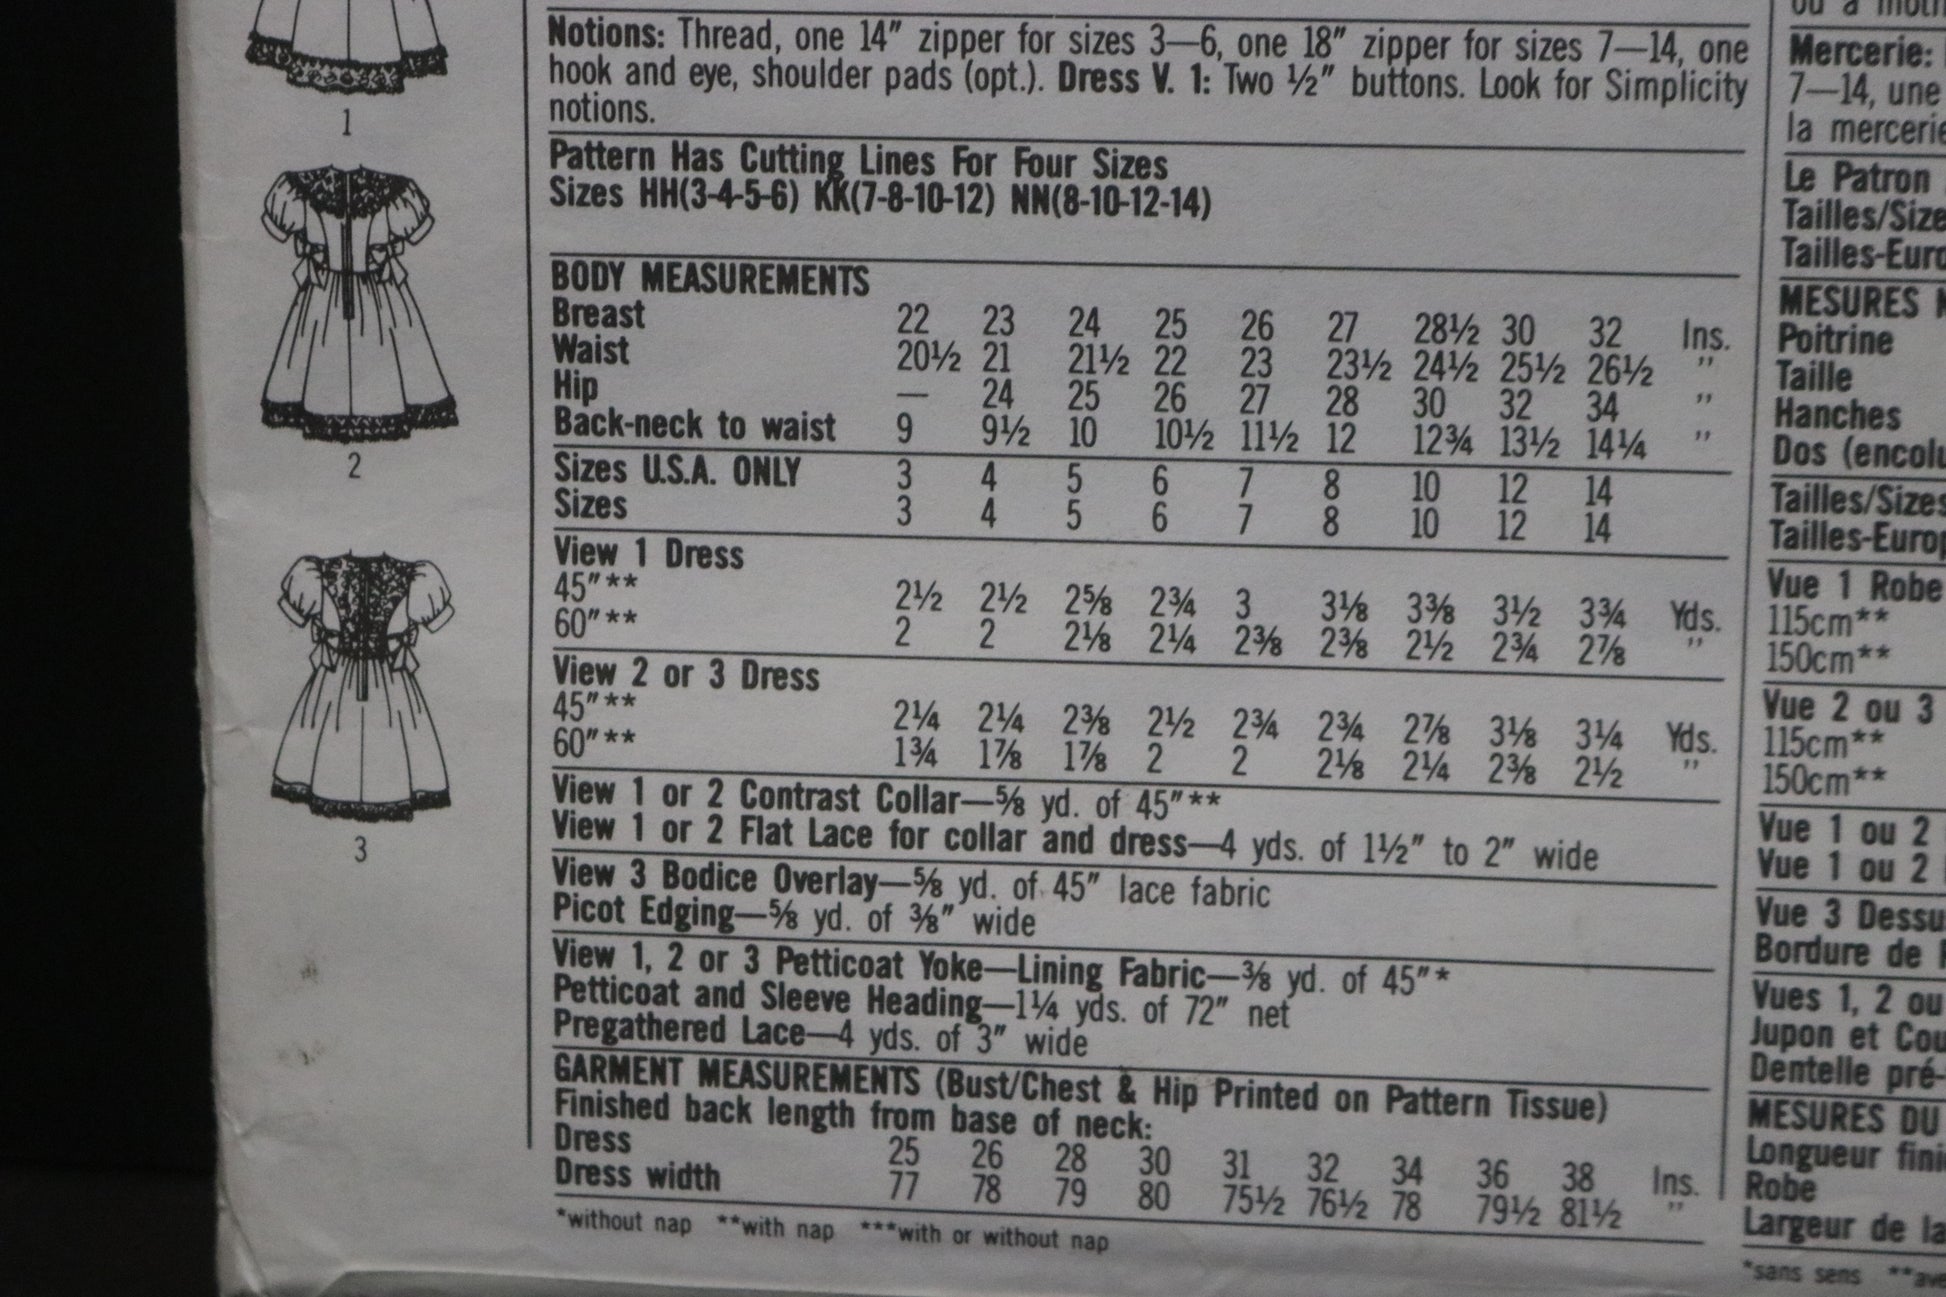 Notions: Thread, one 14" zipper for sizes 3—6, one 18" zipper for sizes 7—14, one
hook and eye, shoulder pads (opt.). Dress V. 1: Two ½" buttons. Look for Simplicity
notions.
Pattern Has Cutting Lines For Four Sizes
Sizes HH(3-4-5-6) KK(7-8-10-12) NN(8-10-12-14)
BODY MEASUREMENTS
Breast 22 23 24 25 26 27 28½ 30 32 Ins.
Waist 20½ 21 21½ 22 23 23½ 24½ 25½ 26½ "
Hip — 24 25 26 27 28 30 32 34 "
Back-neck to waist 9 9½ 10 10½ 11½ 12 12¾ 13½ 14¼ "
Sizes U.S.A. ONLY 3 4 5 6 7 8 10 12 14
Sizes 3 4 5 6 7 8 10 12 14
View 1 Dress
45"** 2½ 2½ 2⅝ 2¾ 3 3⅛ 3⅜ 3½ 3¾ Yds.
60"** 2 2 2⅛ 2¼ 2⅜ 2⅜ 2½ 2¾ 2⅞ "
View 2 or 3 Dress
45"** 2¼ 2¼ 2⅜ 2½ 2¾ 2¾ 2⅞ 3⅛ 3¼ Yds.
60"** 1¾ 1⅞ 1⅞ 2 2 2⅛ 2¼ 2⅜ 2½ "
View 1 or 2 Contrast Collar—⅝ yd. of 45"**
View 1 or 2 Flat Lace for collar and dress—4 yds. of 1½" to 2" wide
View 3 Bodice Overlay—⅝ yd. of 45" lace fabric
Picot Edging—⅝ yd. of ⅜" wide
View 1, 2 or 3 Petticoat Yoke—Lining Fabric—⅜ yd. of 45"*
Petticoat and Sleeve Heading—1¼ yds. of 72" net
Pregathered Lace—4 yds. of 3" wide
GARMENT MEASUREMENTS (Bust/Chest & Hip Printed on Pattern Tissue)
Finished back length from base of neck:
Dress 25 26 28 30 31 32 34 36 38 Ins.
Dress width 77 78 79 80 75½ 76½ 78 79½ 81½ "
*without nap **with nap ***with or without nap
1
2
3
ou à
Mercerie:
7—14, une
la mercerie
Le Patron
Tailles/Size
Tailles-Euro
MESURES
Poitrine
Taille
Hanches
Dos (encolu
Tailles/Sizes
Tailles-Europ
Vue 1 Robe
115cm**
150cm**
Vue 2 ou 3
115cm**
150cm**
Vue 1 ou 2
Vue 1 ou 2
Vue 3 Dessu
Bordure de
Vues 1, 2 ou
Jupon et Cou
Dentelle pré-
MESURES DU
Longueur fini
Robe
Largeur de la
*sans sens **ave